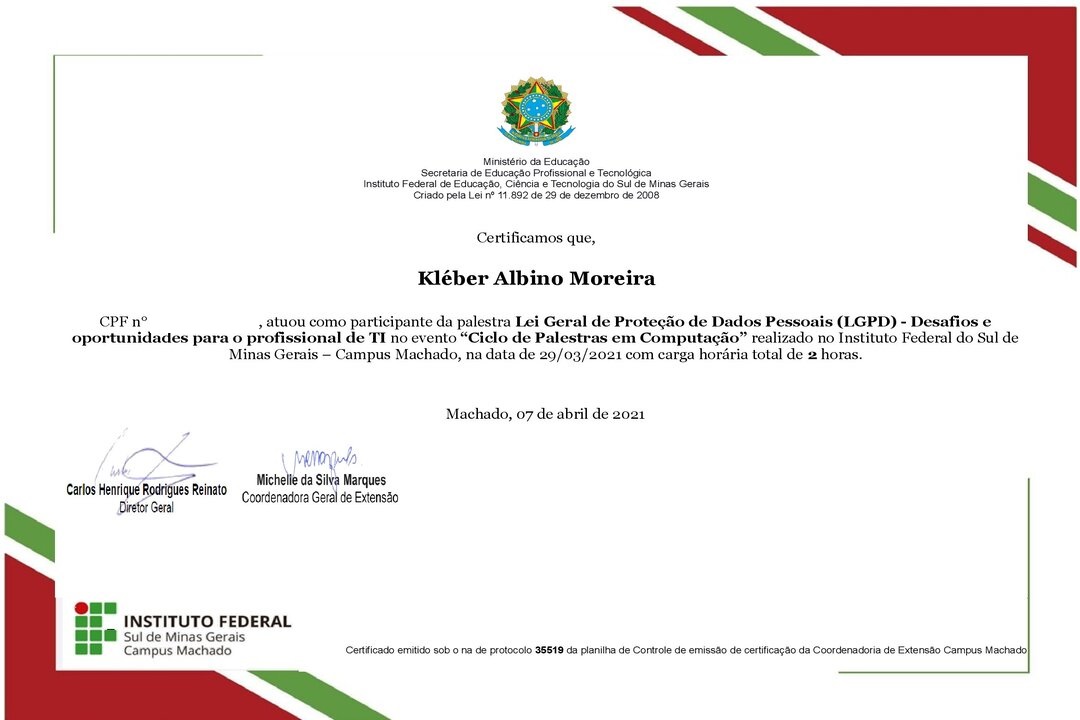 Ministério da Educação
Secretaria de Educação Profissional e Tecnológica
Instituto Federal de Educação, Ciência e Tecnologia do Sul de Minas Gerais
Criado pela Lei nº 11.892 de 29 de dezembro de 2008
Certificamos que,
Kléber Albino Moreira
CPF nº , atuou como participante da palestra Lei Geral de Proteção de Dados Pessoais (LGPD) - Desafios e
oportunidades para o profissional de TI no evento “Ciclo de Palestras em Computação” realizado no Instituto Federal do Sul de
Minas Gerais – Campus Machado, na data de 29/03/2021 com carga horária total de 2 horas.
Machado, 07 de abril de 2021
Carlos Henrique Rodrigues Reinato
Diretor Geral
Michelle da Silva Marques
Coordenadora Geral de Extensão
INSTITUTO FEDERAL
Sul de Minas Gerais
Campus Machado
Certificado emitido sob o na de protocolo 35519 da planilha de Controle de emissão de certificação da Coordenadoria de Extensão Campus Machado